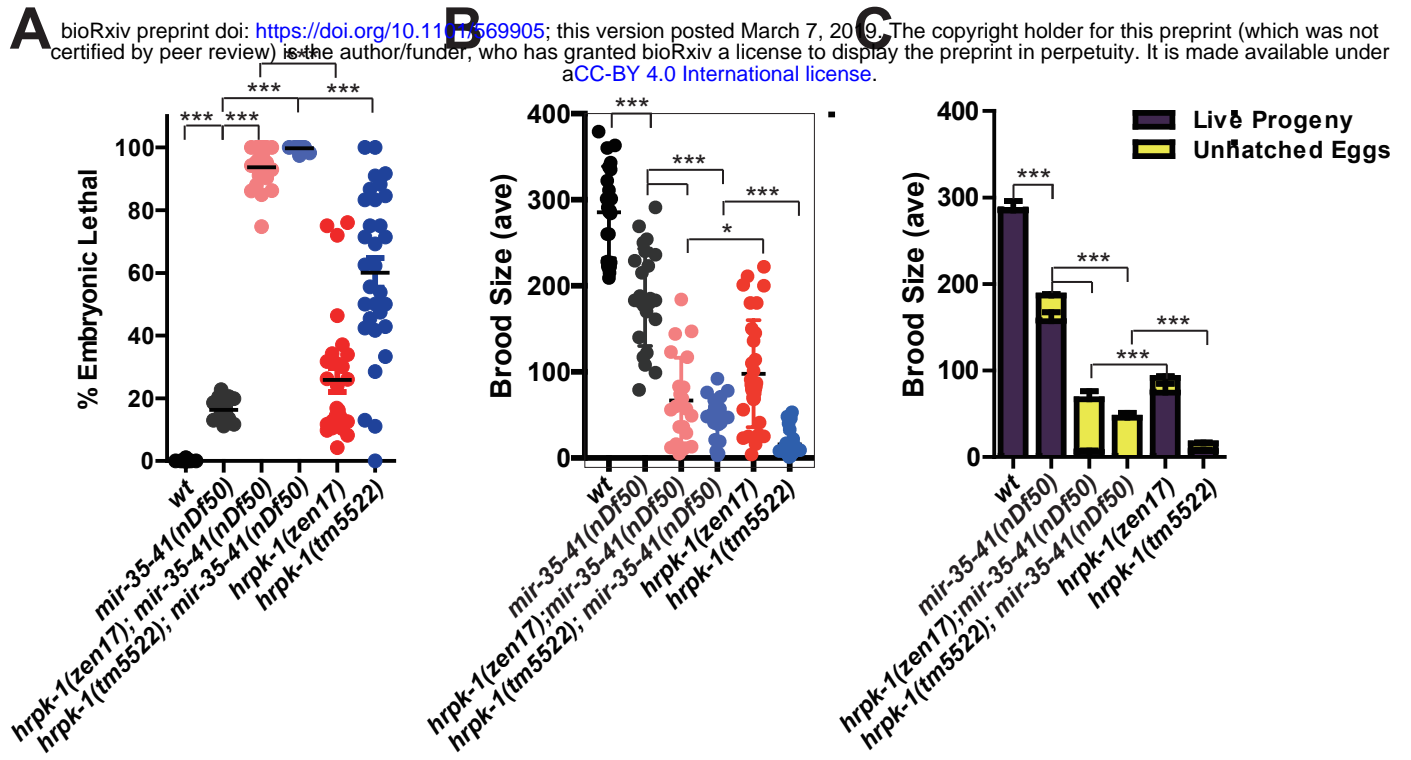 A B C
bioRxiv preprint doi: https://doi.org/10.1101/569905; this version posted March 7, 2019. The copyright holder for this preprint (which was not
certified by peer review) is the author/funder, who has granted bioRxiv a license to display the preprint in perpetuity. It is made available under
aCC-BY 4.0 International license.
% Embryonic Lethal
100
80
60
40
20
0
***
***
***
***
***
wt
mir-35-41(nDf50)
hrpk-1(zen17); mir-35-41(nDf50)
hrpk-1(tm5522); mir-35-41(nDf50)
hrpk-1(zen17)
hrpk-1(tm5522)
Brood Size (ave)
400
300
200
100
0
***
***
***
*
wt
mir-35-41(nDf50)
hrpk-1(zen17);mir-35-41(nDf50)
hrpk-1(tm5522); mir-35-41(nDf50)
hrpk-1(zen17)
hrpk-1(tm5522)
Brood Size (ave)
400
300
200
100
0
Live Progeny
Unhatched Eggs
***
***
***
***
wt
mir-35-41(nDf50)
hrpk-1(zen17);mir-35-41(nDf50)
hrpk-1(tm5522); mir-35-41(nDf50)
hrpk-1(zen17)
hrpk-1(tm5522)